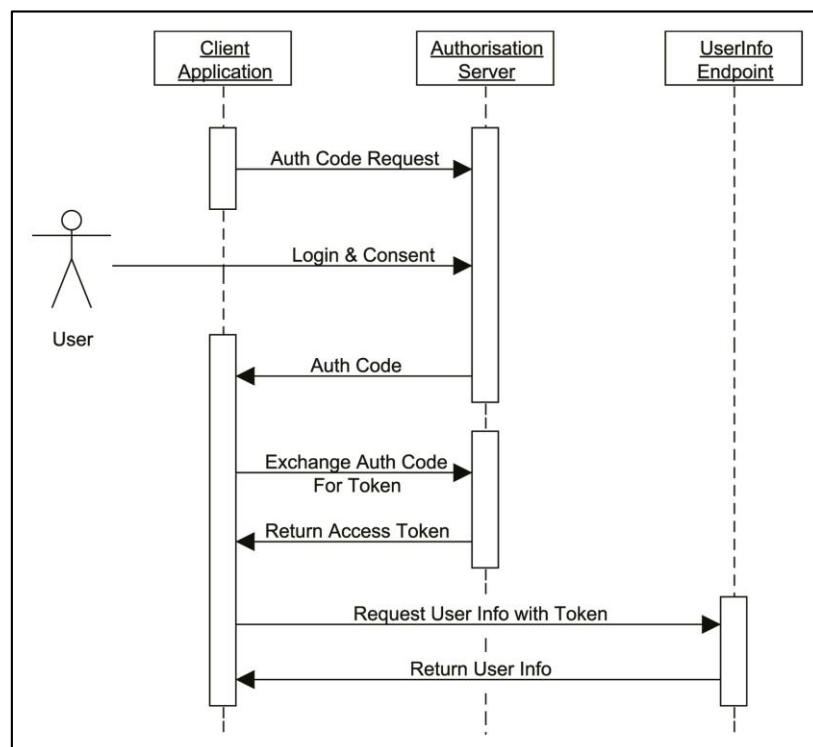 Client
Application
Authorisation
Server
UserInfo
Endpoint
Auth Code Request
Login & Consent
User
Auth Code
Exchange Auth Code
For Token
Return Access Token
Request User Info with Token
Return User Info